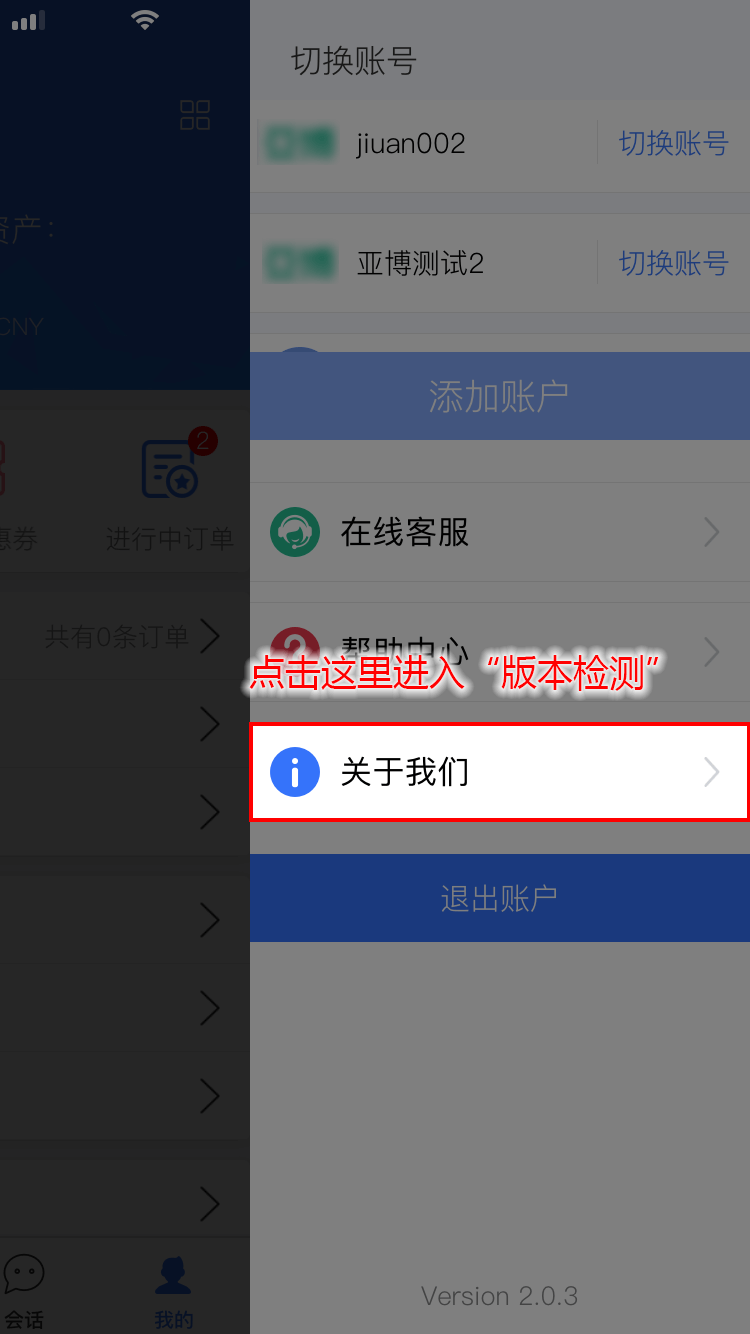 切换账号
jiuan002
切换账号
亚博测试2
切换账号
添加账户
在线客服
帮助中心
点击这里进入“版本检测”
关于我们
退出账户
Version 2.0.3
资产：
CNY
2
惠券
进行中订单
共有0条订单
会话
我的